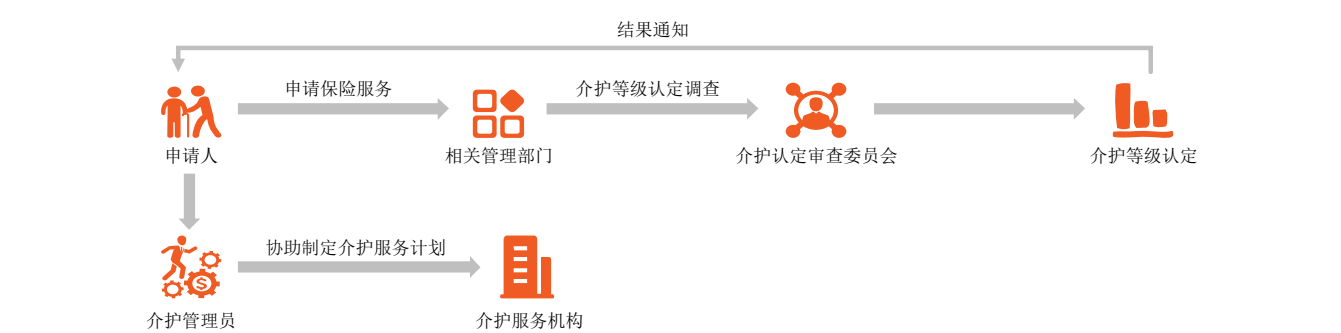 结果通知
申请保险服务
介护等级认定调查
申请人
相关管理部门
介护认定审查委员会
介护等级认定
协助制定介护服务计划
$
介护管理员
介护服务机构